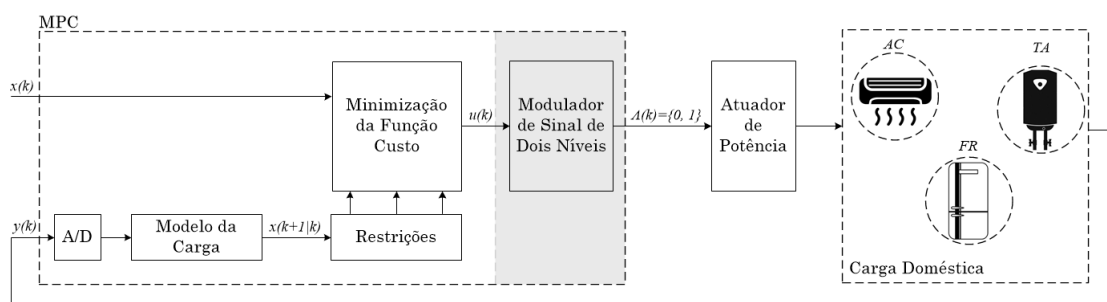 MPC
x(k)
Minimização
da Função
Custo
u(k)
Modulador
de Sinal de
Dois Níveis
Λ(k)={0, 1}
Atuador
de
Potência
AC
TA
FR
y(k)
A/D
Modelo da
Carga
x(k+1|k)
Restrições
Carga Doméstica